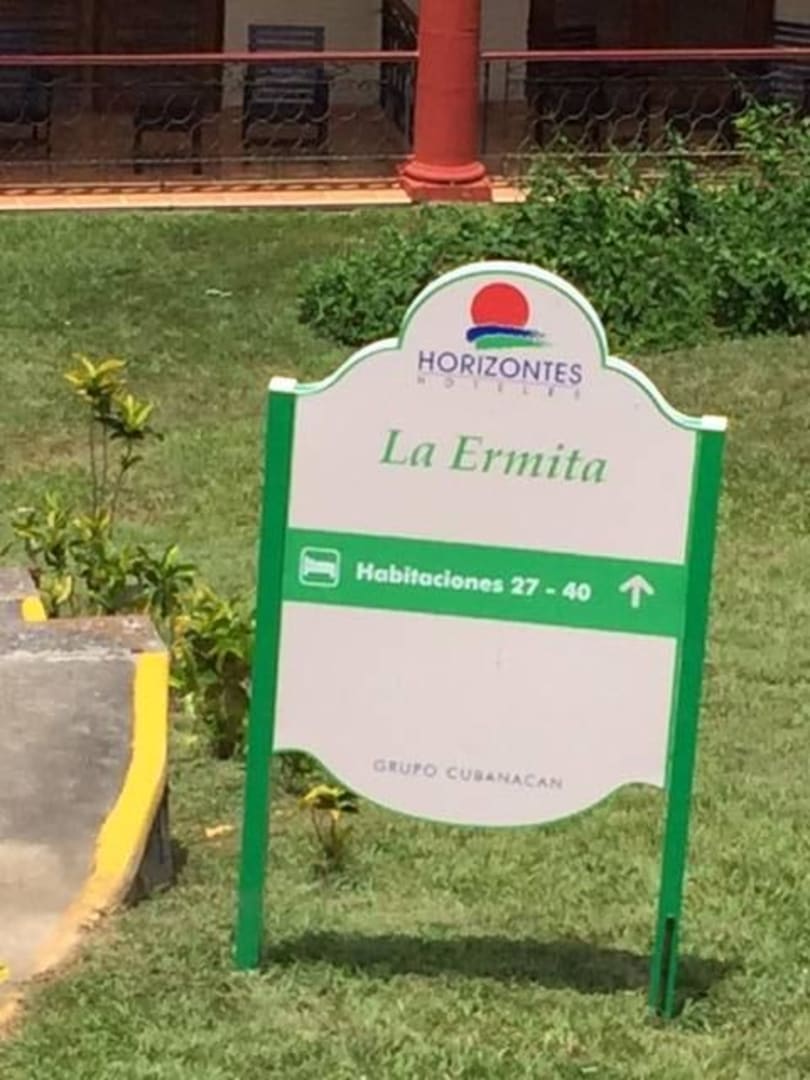 HORIZONTES
HOTELES
La Ermita
Habitaciones 27 - 40
GRUPO CUBANACAN